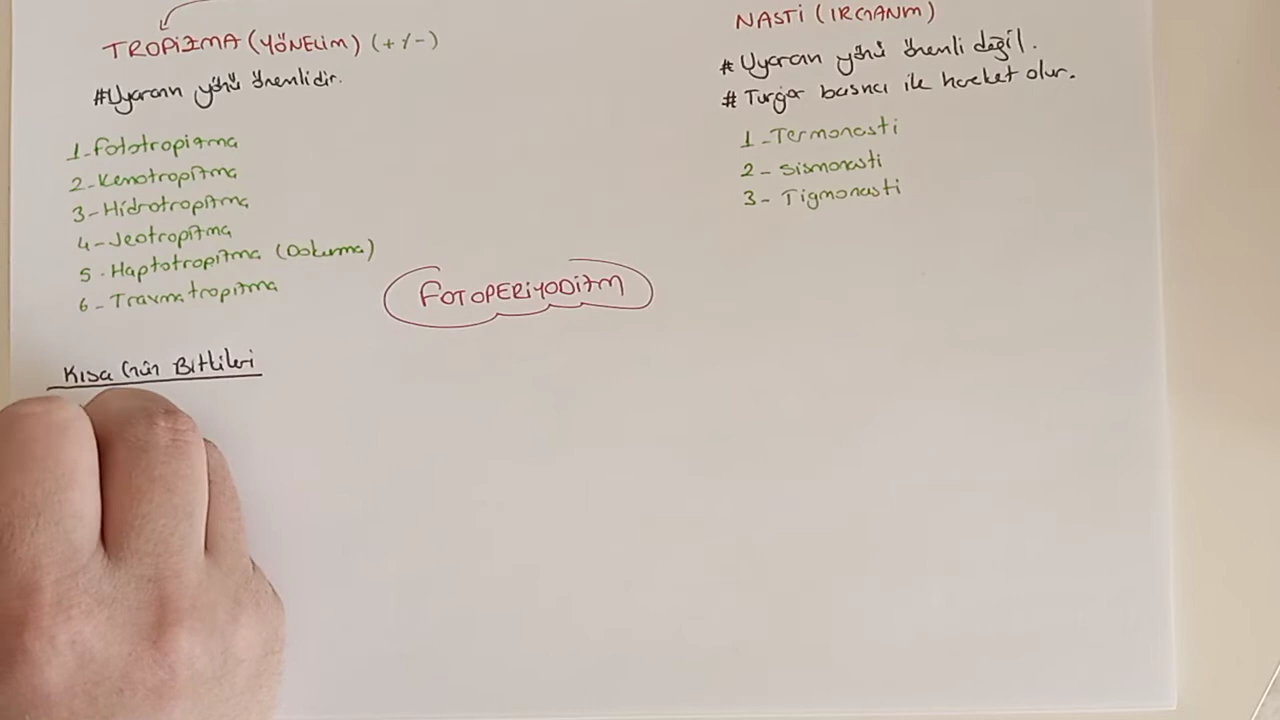 TROPİZMA (YÖNELİM) (+/-)
#Uyaran yönü önemlidir.
1-Fototropizma
2-Kemotropizma
3-Hidrotropizma
4-Jeotropizma
5-Haptotropizma (Dokunma)
6-Travmatropizma
NASTİ (IRGANIM)
# Uyaran yönü önemli değil.
# Turgor basıncı ile hareket olur.
1-Termonasti
2-Sismonasti
3-Tigmonasti
FOTOPERİYODİZM
Kısa Gün Bitkileri